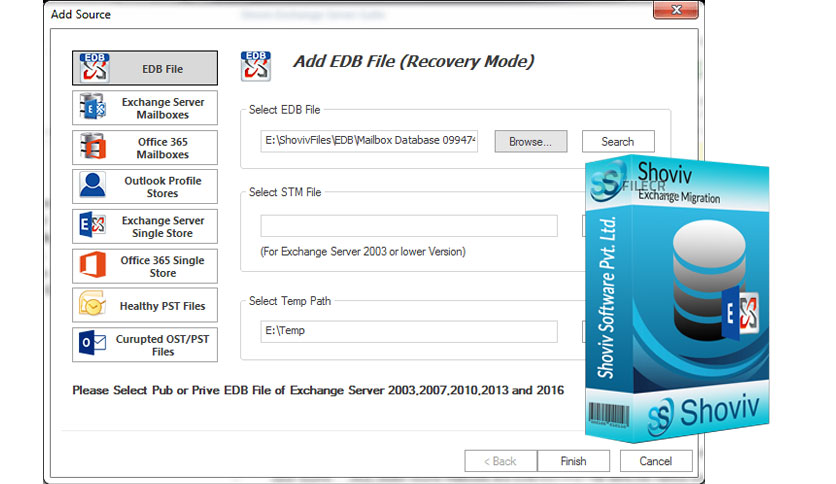 Add Source
EDB
EDB File
Exchange Server
Mailboxes
Office 365
Mailboxes
Outlook Profile
Stores
Exchange Server
Single Store
Office 365 Single
Store
Healthy PST Files
Curupted OST/PST
Files
EDB
Add EDB File (Recovery Mode)
Select EDB File
E:\ShovivFiles\EDB\Mailbox Database 099474
Browse...
Search
Select STM File
(For Exchange Server 2003 or lower Version)
Select Temp Path
E:\Temp
Please Select Pub or Prive EDB File of Exchange Server 2003,2007,2010,2013 and 2016
< Back
Finish
Cancel
Shoviv
FILECR
Exchange Migration
Shoviv Software Pvt. Ltd.
E
Shoviv